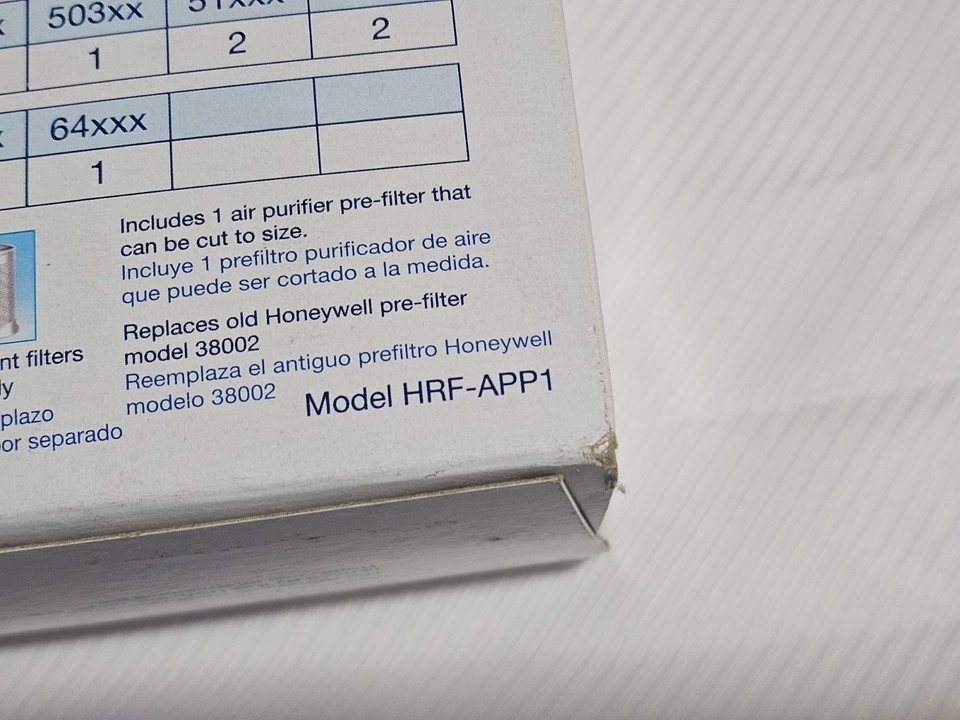 503xx 51xxx
1 2 2
64xxx
1
Includes 1 air purifier pre-filter that
can be cut to size.
Incluye 1 prefiltro purificador de aire
que puede ser cortado a la medida.
Replaces old Honeywell pre-filter
model 38002
Reemplaza el antiguo prefiltro Honeywell
modelo 38002
Model HRF-APP1
nt filters
ly
plazo
or separado